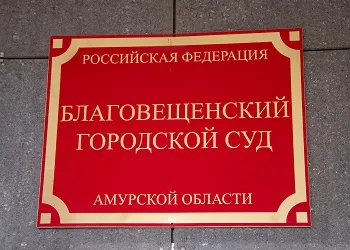 РОССИЙСКАЯ ФЕДЕРАЦИЯ
БЛАГОВЕЩЕНСКИЙ
ГОРОДСКОЙ СУД
АМУРСКОЙ ОБЛАСТИ